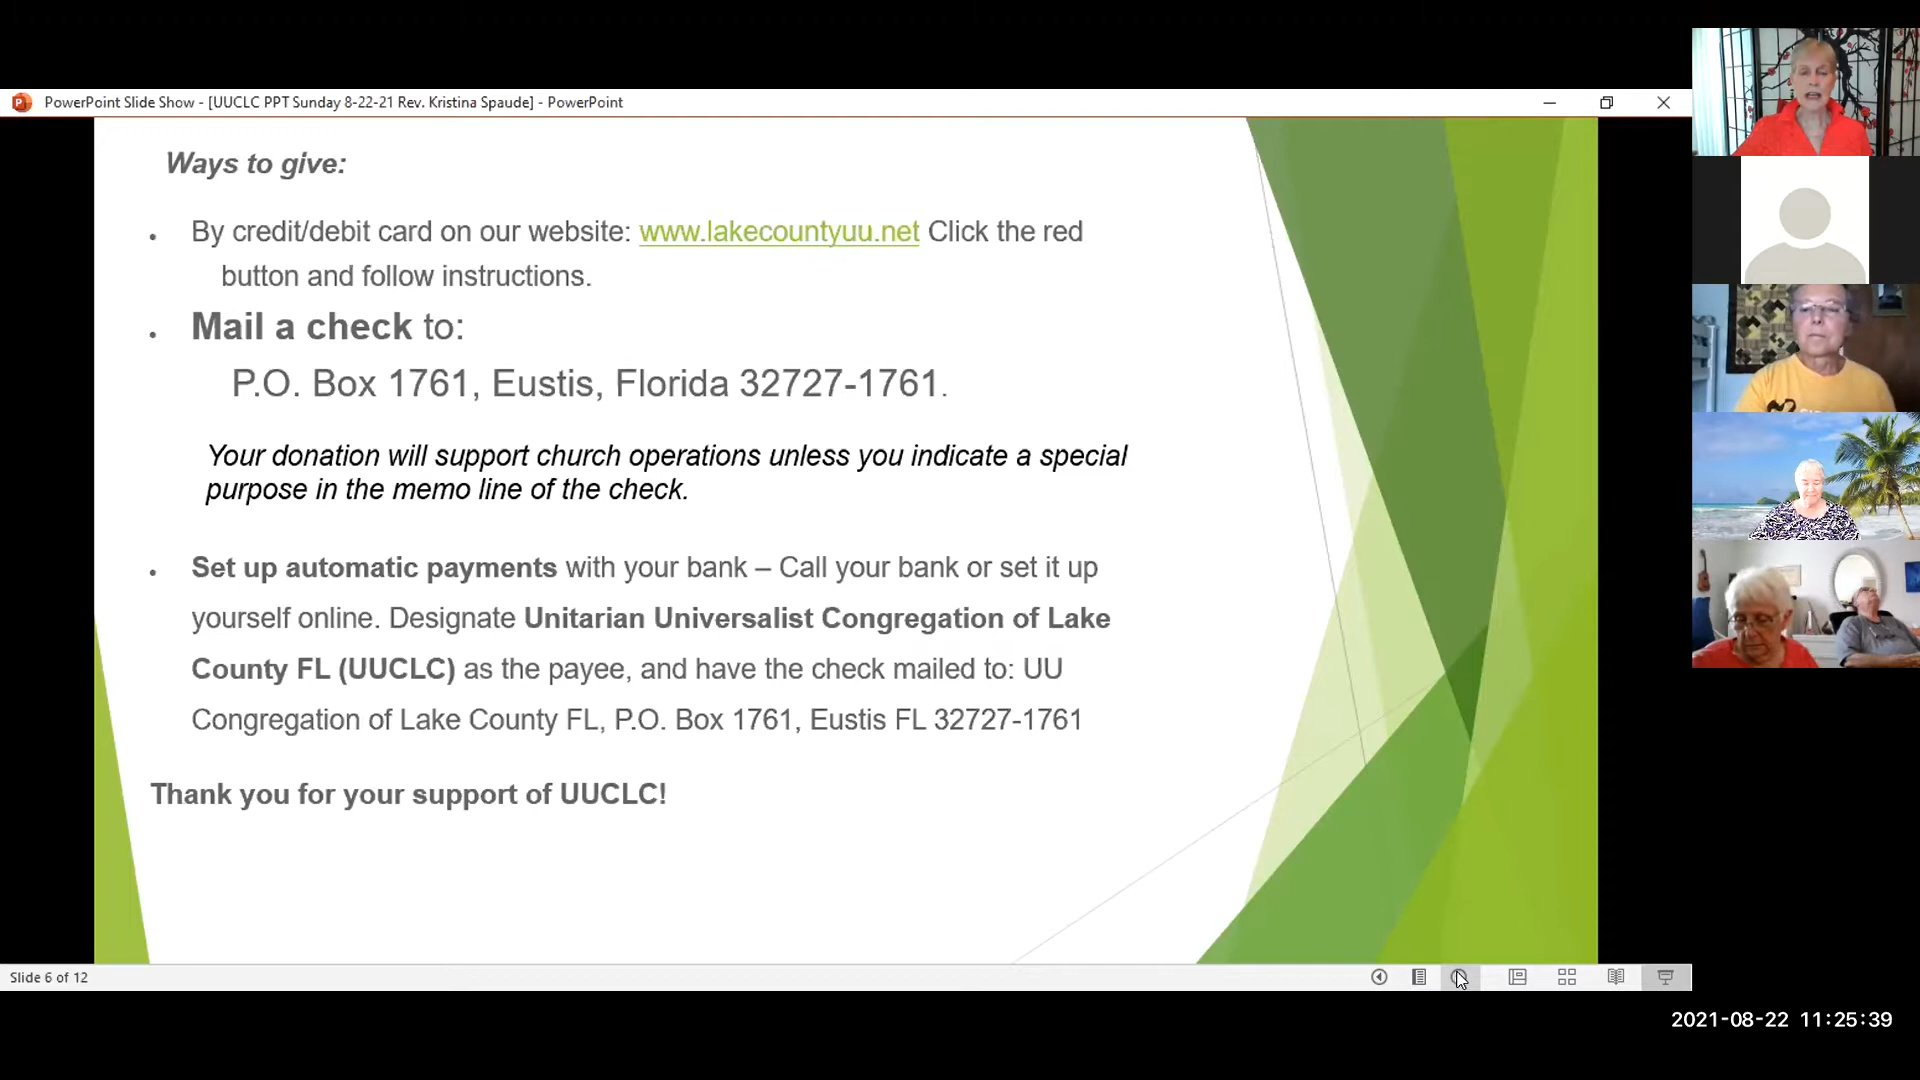 PowerPoint Slide Show - [UUCLC PPT Sunday 8-22-21 Rev. Kristina Spaude] - PowerPoint
Ways to give:
• By credit/debit card on our website: www.lakecountyuu.net Click the red
button and follow instructions.
• Mail a check to:
P.O. Box 1761, Eustis, Florida 32727-1761.
Your donation will support church operations unless you indicate a special
purpose in the memo line of the check.
• Set up automatic payments with your bank – Call your bank or set it up
yourself online. Designate Unitarian Universalist Congregation of Lake
County FL (UUCLC) as the payee, and have the check mailed to: UU
Congregation of Lake County FL, P.O. Box 1761, Eustis FL 32727-1761
Thank you for your support of UUCLC!
Slide 6 of 12
2021-08-22 11:25:39